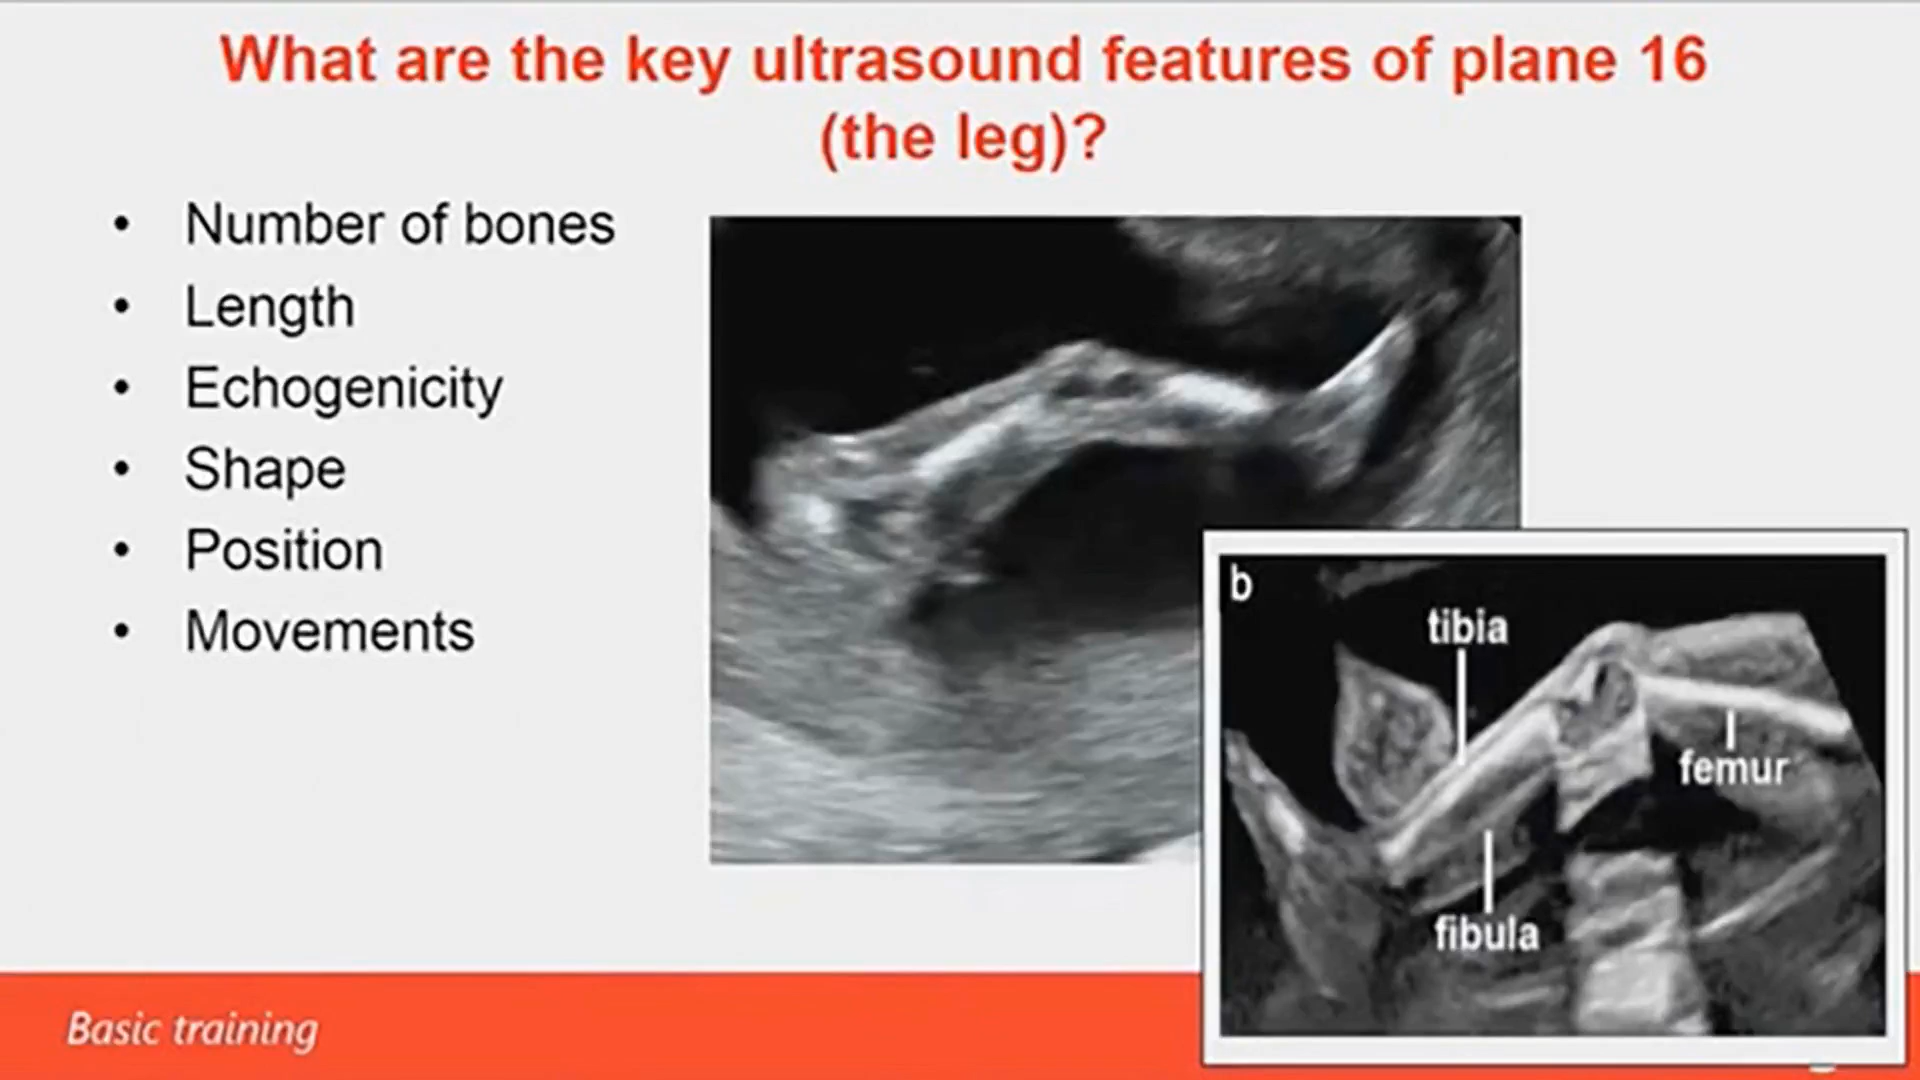 What are the key ultrasound features of plane 16
(the leg)?
• Number of bones
• Length
• Echogenicity
• Shape
• Position
• Movements
b
tibia
femur
fibula
Basic training